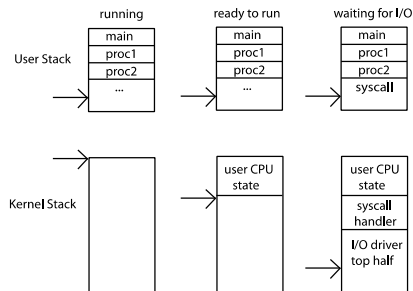 running
ready to run
waiting for I/O
User Stack
main
proc1
proc2
...
main
proc1
proc2
...
main
proc1
proc2
syscall
Kernel Stack
user CPU
state
user CPU
state
syscall
handler
I/O driver
top half